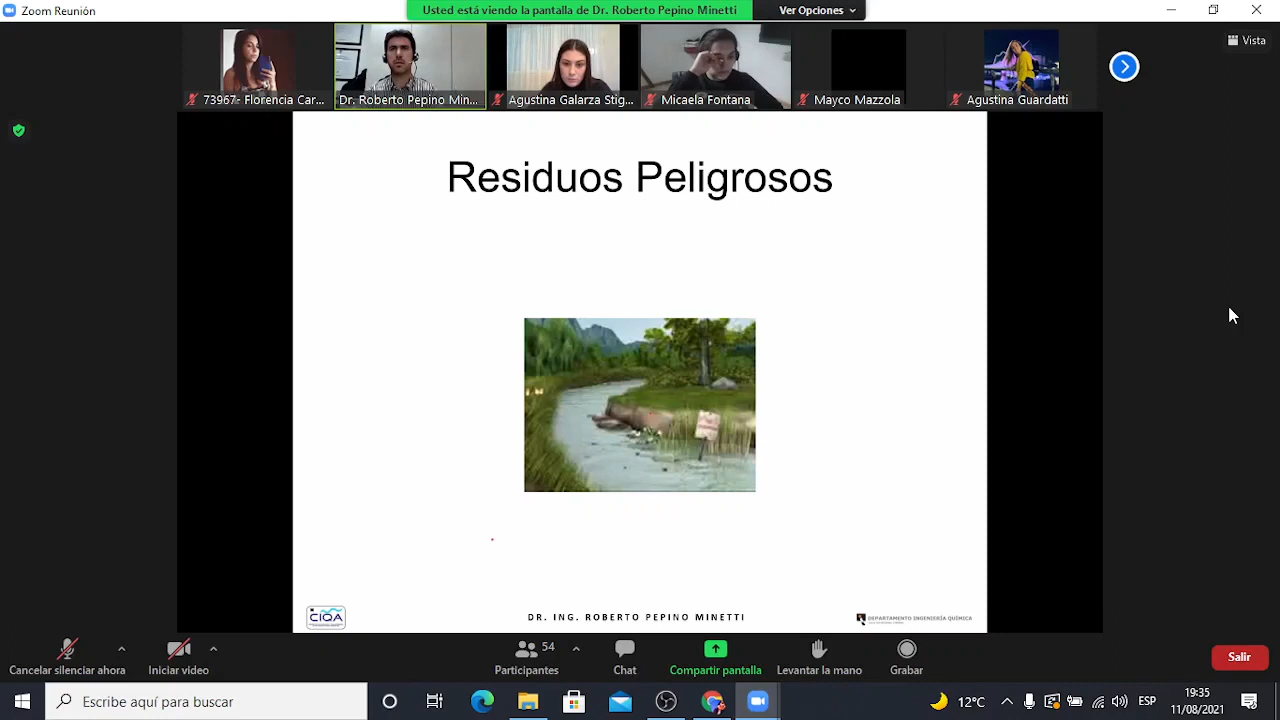 Zoom Reunión
Usted está viendo la pantalla de Dr. Roberto Pepino Minetti
Ver Opciones
Vista
73967 - Florencia Car...
Dr. Roberto Pepino Min...
Agustina Galarza Stig...
Micaela Fontana
Mayco Mazzola
Agustina Guardatti
Residuos Peligrosos
CIQA
DR. ING. ROBERTO PEPINO MINETTI
DEPARTAMENTO INGENIERÍA QUÍMICA
Cancelar silenciar ahora
Iniciar video
54
Participantes
Chat
Compartir pantalla
Levantar la mano
Grabar
Salir
Escribe aquí para buscar
12°C
ESP
19:35
11/08/2021